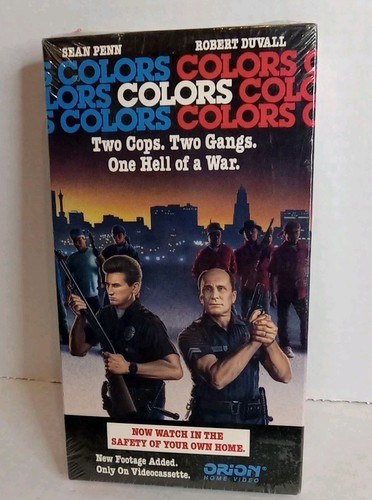 SEAN PENN
ROBERT DUVALL
COLORS COLORS C
LORS COLORS COLO
S COLORS COLORS
Two Cops. Two Gangs.
One Hell of a War.
NOW WATCH IN THE
SAFETY OF YOUR OWN HOME.
New Footage Added.
Only On Videocassette.
ORION
HOME VIDEO